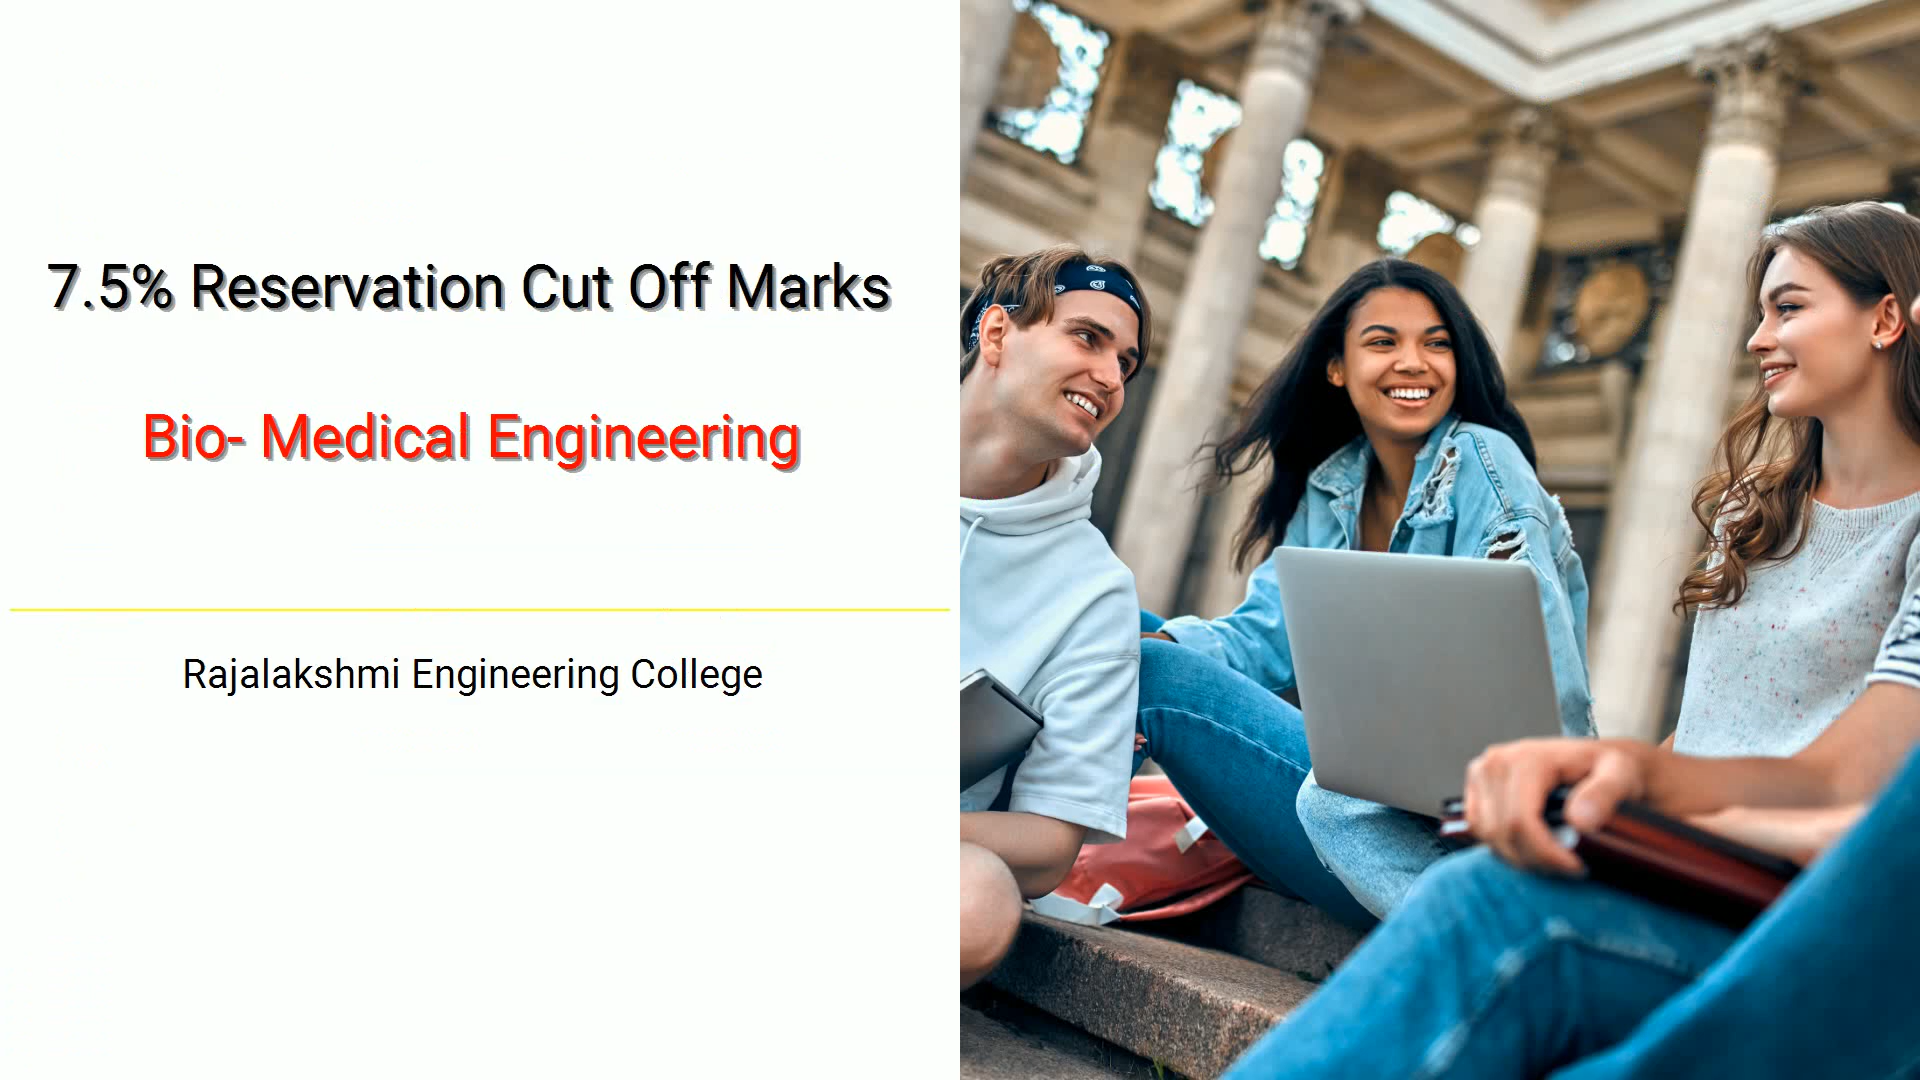 7.5% Reservation Cut Off Marks
Bio- Medical Engineering
Rajalakshmi Engineering College